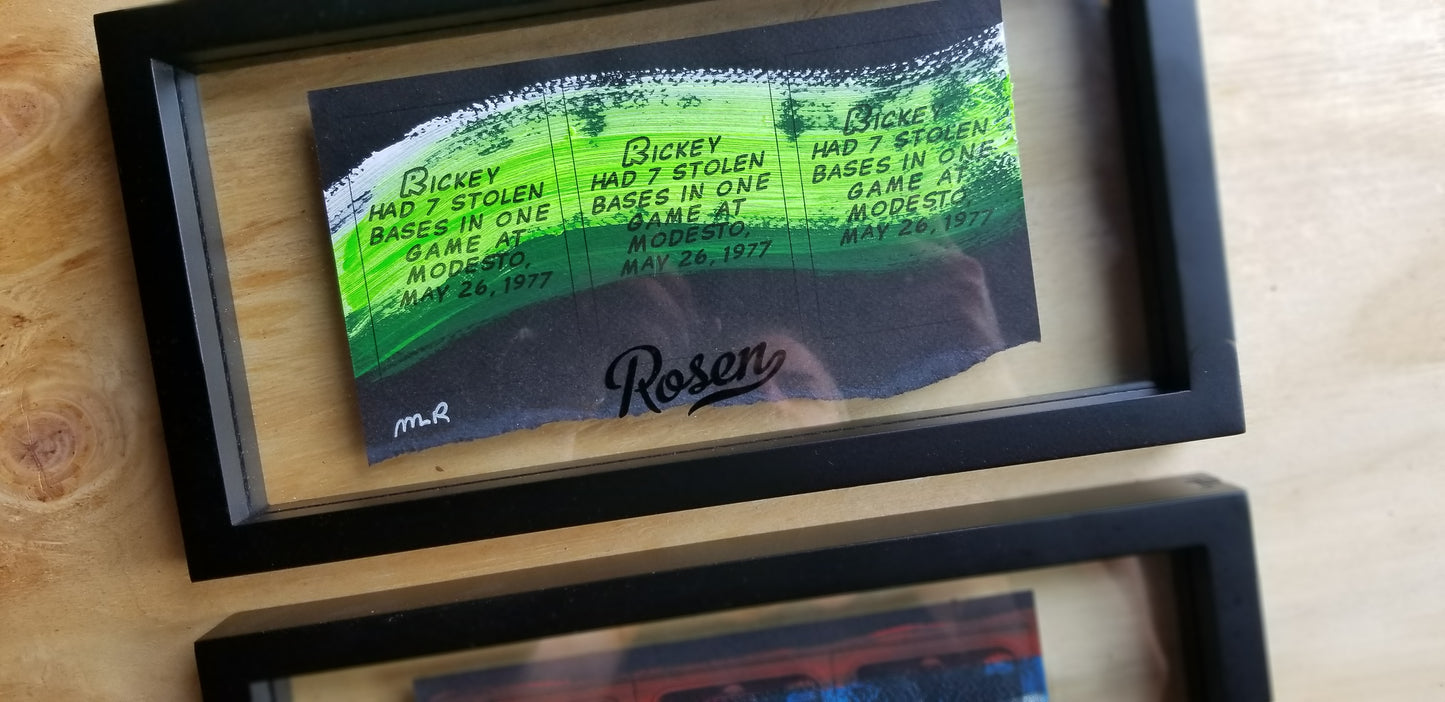 RICKEY
HAD 7 STOLEN
BASES IN ONE
GAME AT
MODESTO,
MAY 26, 1977
RICKEY
HAD 7 STOLEN
BASES IN ONE
GAME AT
MODESTO,
MAY 26, 1977
RICKEY
HAD 7 STOLEN
BASES IN ONE
GAME AT
MODESTO,
MAY 26, 1977
Rosen
MLR